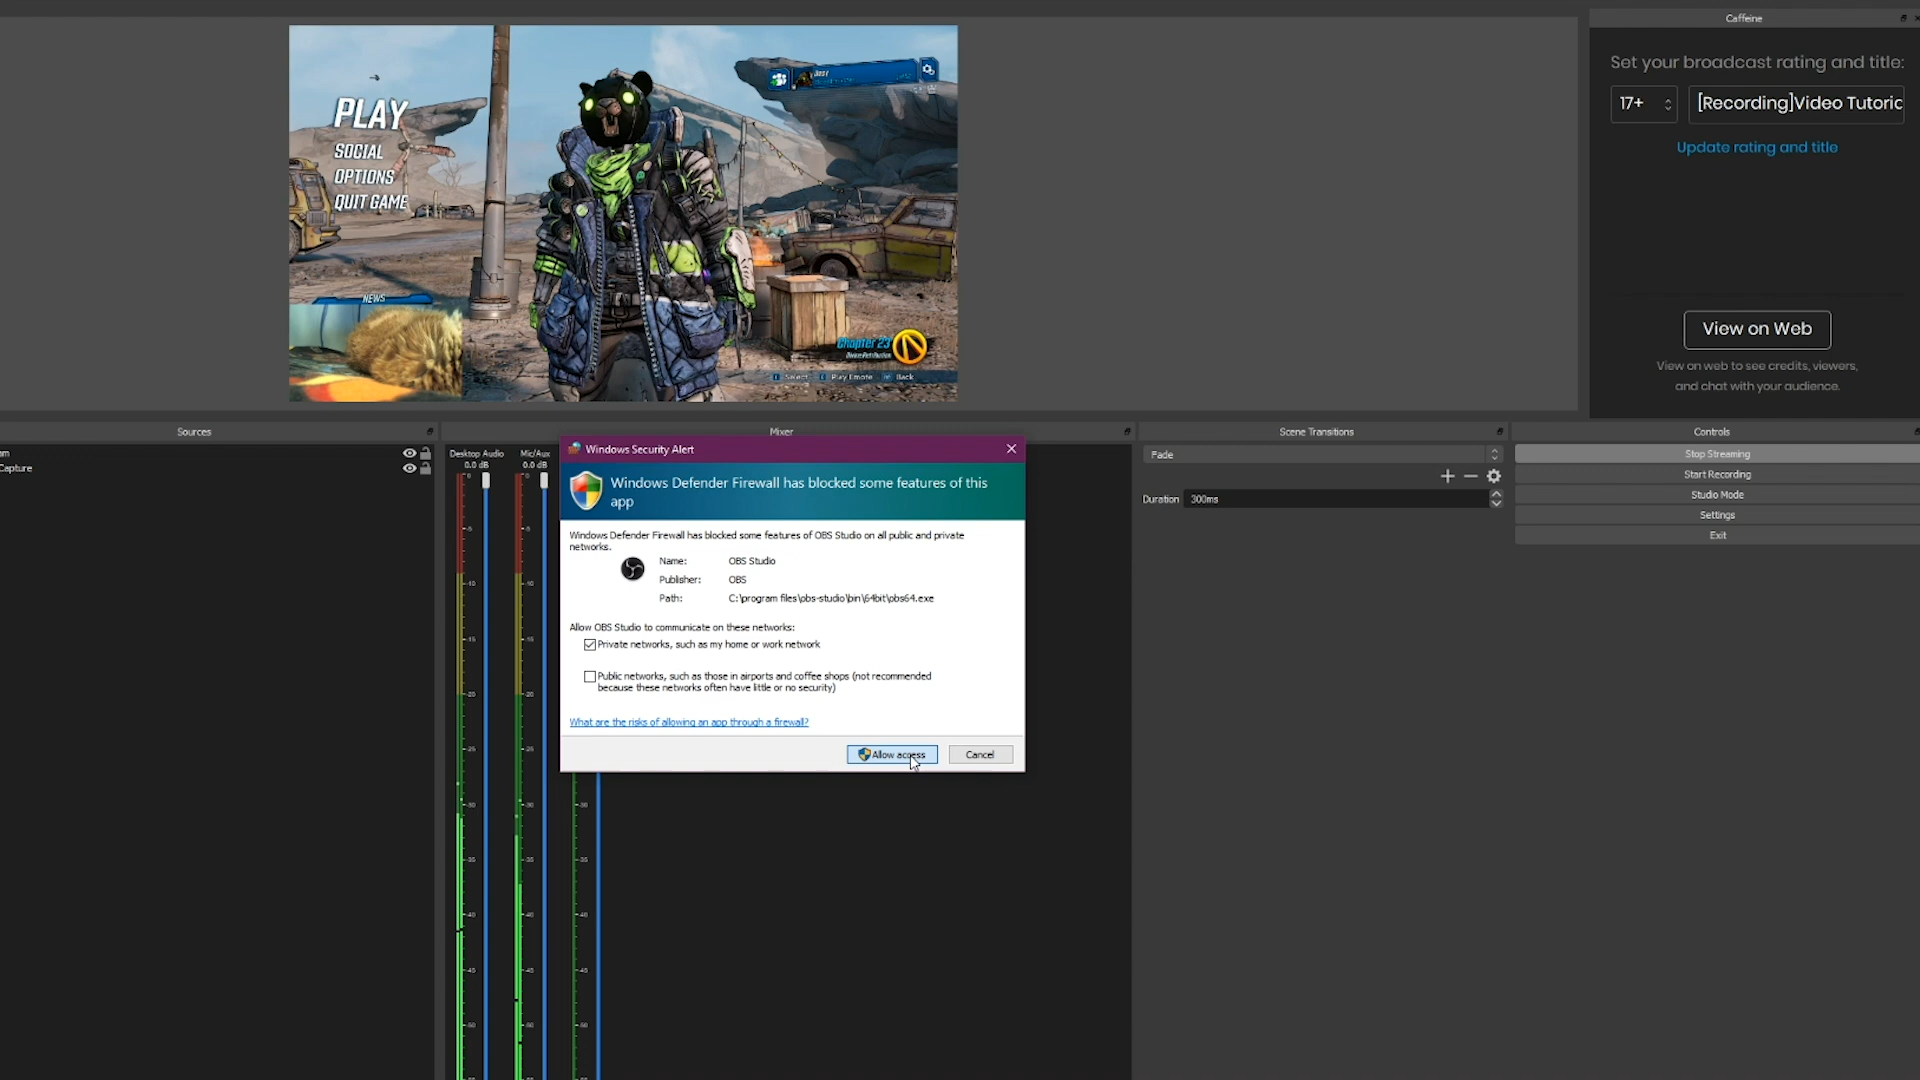 Caffeine
Set your broadcast rating and title:
17+
[Recording]Video Tutoric
Update rating and title
View on Web
View on web to see credits, viewers,
and chat with your audience.
PLAY
SOCIAL
OPTIONS
QUIT GAME
NEWS
Chapter 23
Divine Retribution
Select
Play Emote
Back
Sources
am
Capture
Mixer
Desktop Audio
0.0 dB
Mic/Aux
0.0 dB
Scene Transitions
Fade
Duration 300ms
Controls
Stop Streaming
Start Recording
Studio Mode
Settings
Exit
Windows Security Alert
Windows Defender Firewall has blocked some features of this
app
Windows Defender Firewall has blocked some features of OBS Studio on all public and private
networks.
Name: OBS Studio
Publisher: OBS
Path: C:\program files\obs-studio\bin\64bit\obs64.exe
Allow OBS Studio to communicate on these networks:
Private networks, such as my home or work network
Public networks, such as those in airports and coffee shops (not recommended
because these networks often have little or no security)
What are the risks of allowing an app through a firewall?
Allow access
Cancel